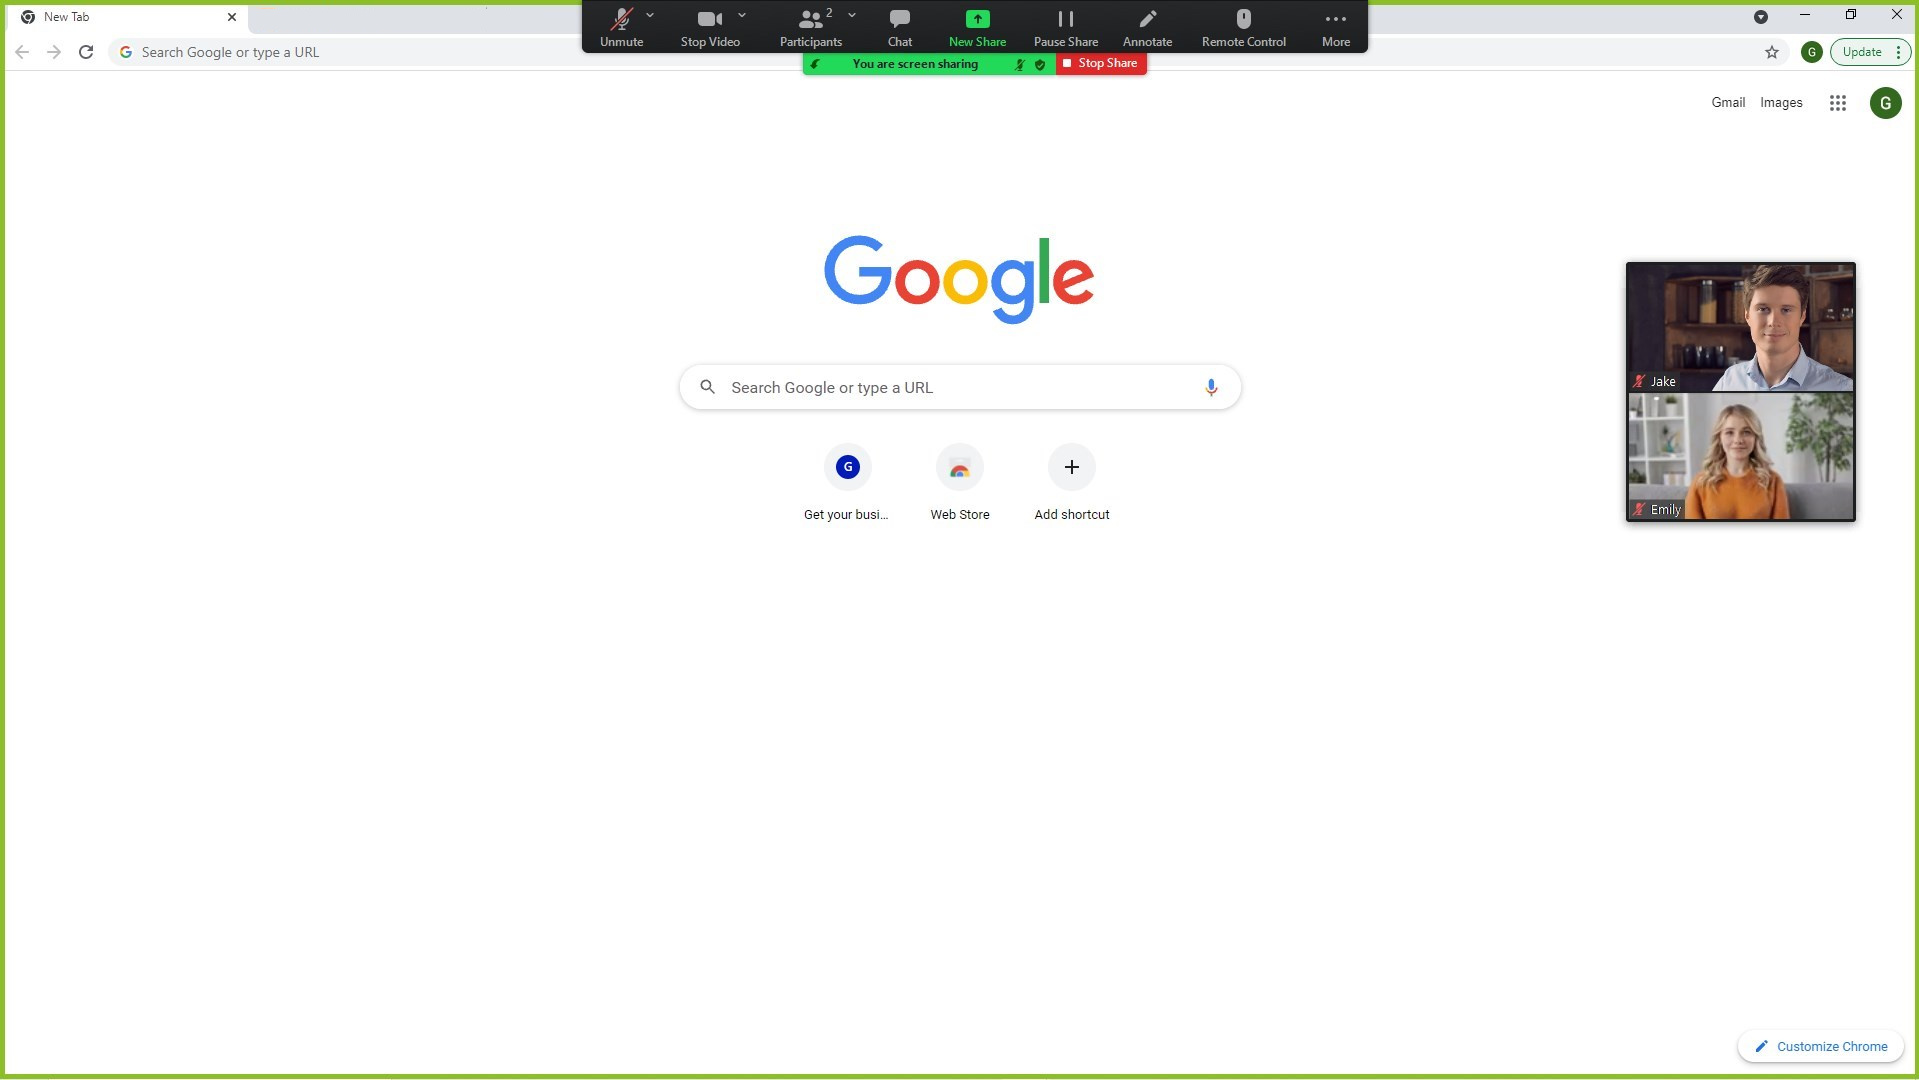 New Tab
Unmute
Stop Video
2
Participants
Chat
New Share
Pause Share
Annotate
Remote Control
More
Search Google or type a URL
G
Update
You are screen sharing
Stop Share
Gmail
Images
G
Google
Search Google or type a URL
Jake
G
Get your busi...
Web Store
Add shortcut
Emily
Customize Chrome